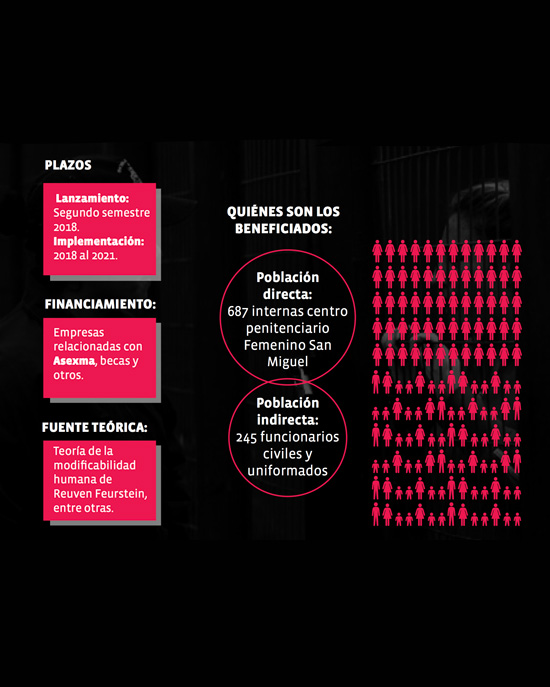 PLAZOS
Lanzamiento:
Segundo semestre
2018.
Implementación:
2018 al 2021.
FINANCIAMIENTO:
Empresas
relacionadas con
Asexma, becas y
otros.
FUENTE TEÓRICA:
Teoría de la
modificabilidad
humana de
Reuven Feurstein,
entre otras.
QUIÉNES SON LOS
BENEFICIADOS:
Población
directa:
687 internas centro
penitenciario
Femenino San
Miguel
Población
indirecta:
245 funcionarios
civiles y
uniformados